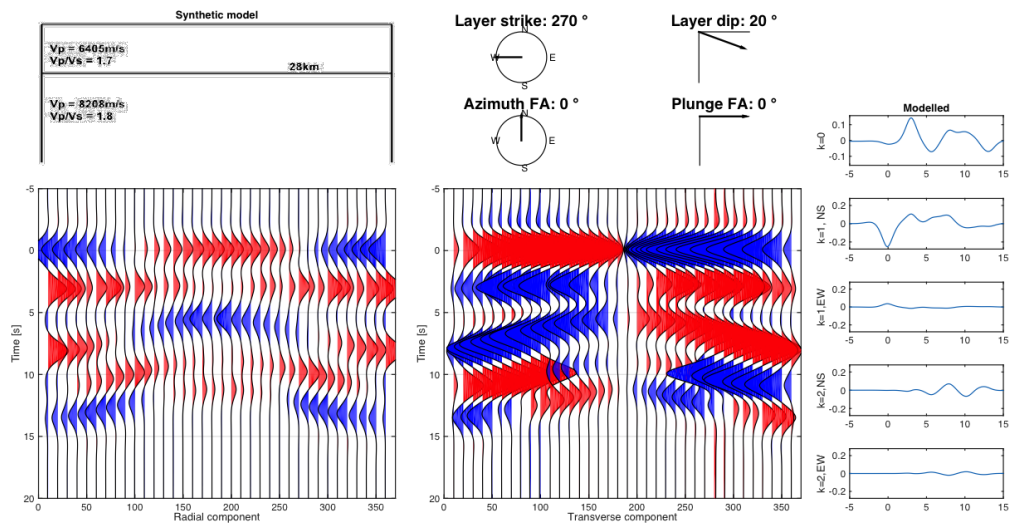 Synthetic model
Vp = 6405m/s
Vp/Vs = 1.7
28km
Vp = 8208m/s
Vp/Vs = 1.8
Layer strike: 270 °
N
W
E
S
Layer dip: 20 °
Azimuth FA: 0 °
N
W
E
S
Plunge FA: 0 °
Modelled
k=0
0.1
0
-0.1
-5 0 5 10 15
k=1, NS
0.2
0
-0.2
-5 0 5 10 15
k=1,EW
0.2
0
-0.2
-5 0 5 10 15
k=2, NS
0.2
0
-0.2
-5 0 5 10 15
k=2,EW
0.2
0
-0.2
-5 0 5 10 15
Time [s]
-5
0
5
10
15
20
0 50 100 150 200 250 300 350
Radial component
Time [s]
-5
0
5
10
15
20
0 50 100 150 200 250 300 350
Transverse component